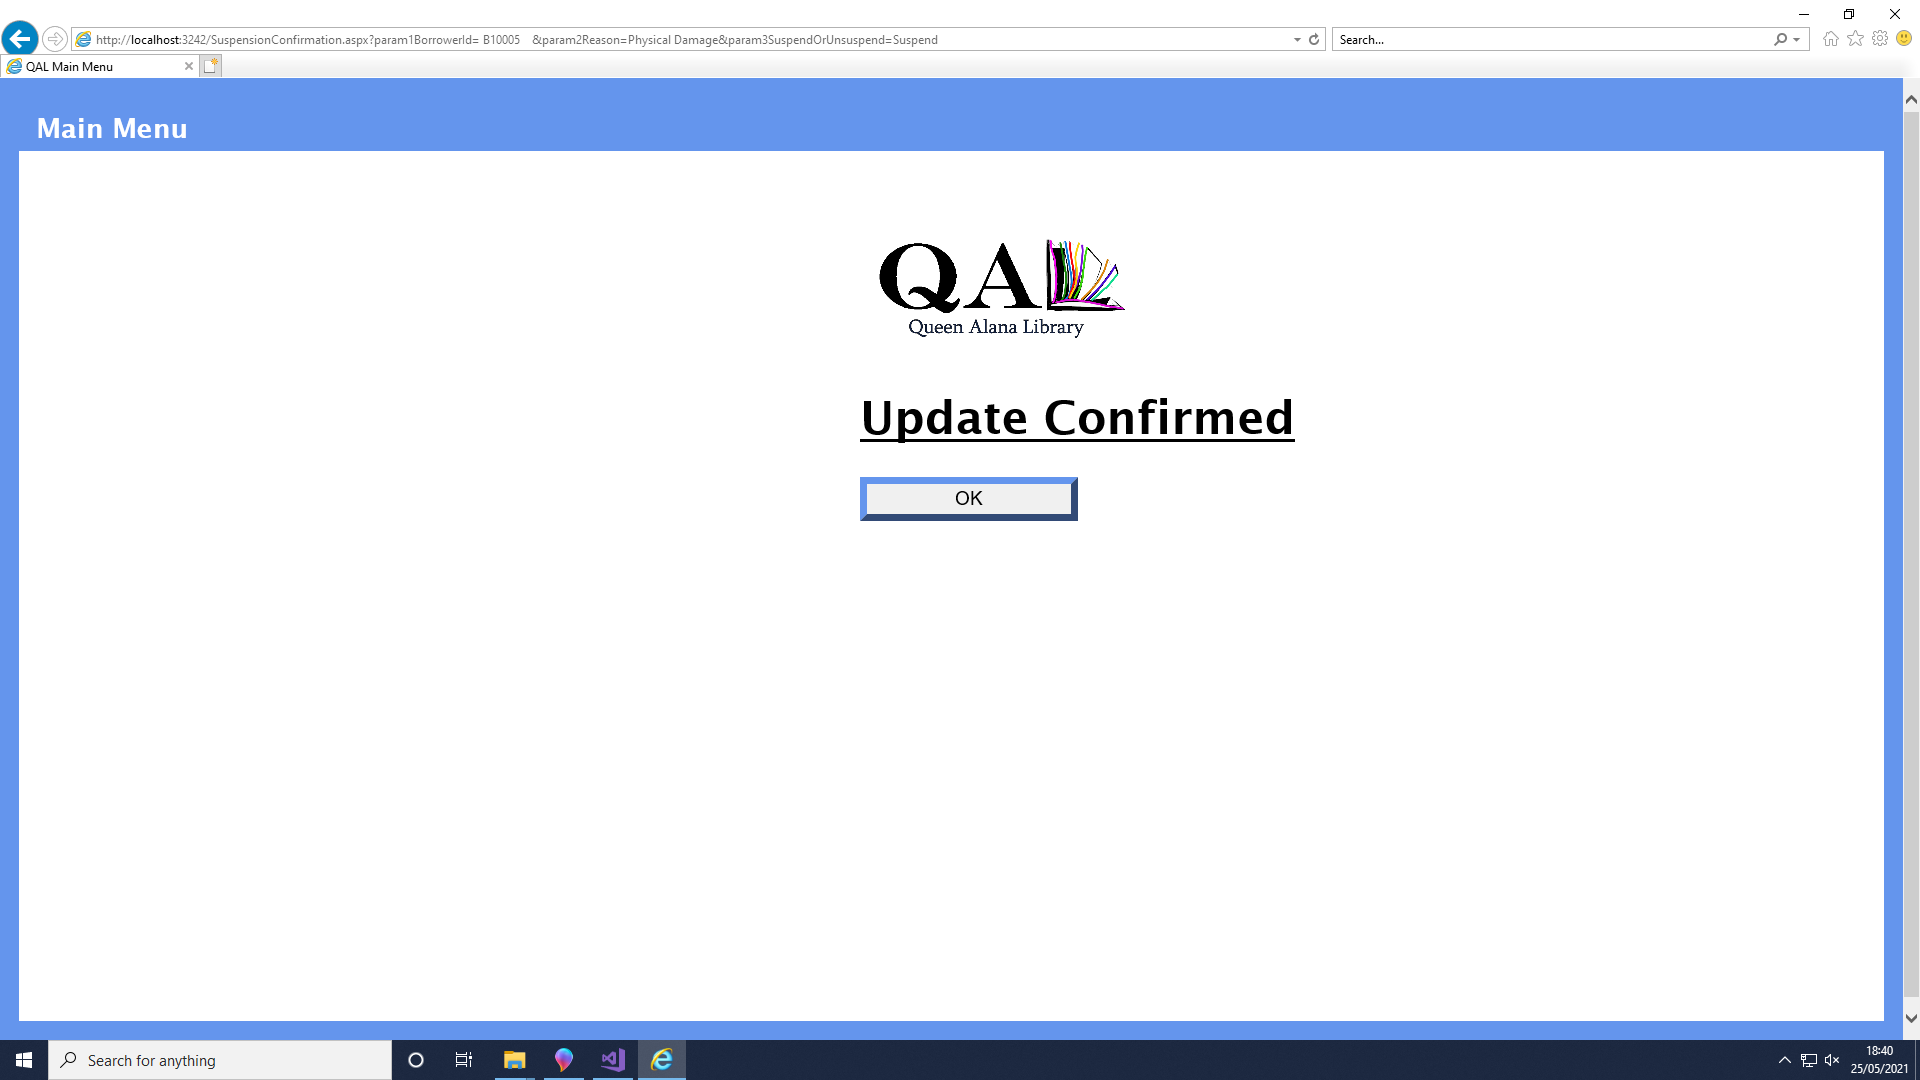 http://localhost:3242/SuspensionConfirmation.aspx?param1BorrowerId= B10005    &param2Reason=Physical Damage&param3SuspendOrUnsuspend=Suspend
Search...
QAL Main Menu
Main Menu
QAL
Queen Alana Library
Update Confirmed
OK
Search for anything
18:40
25/05/2021